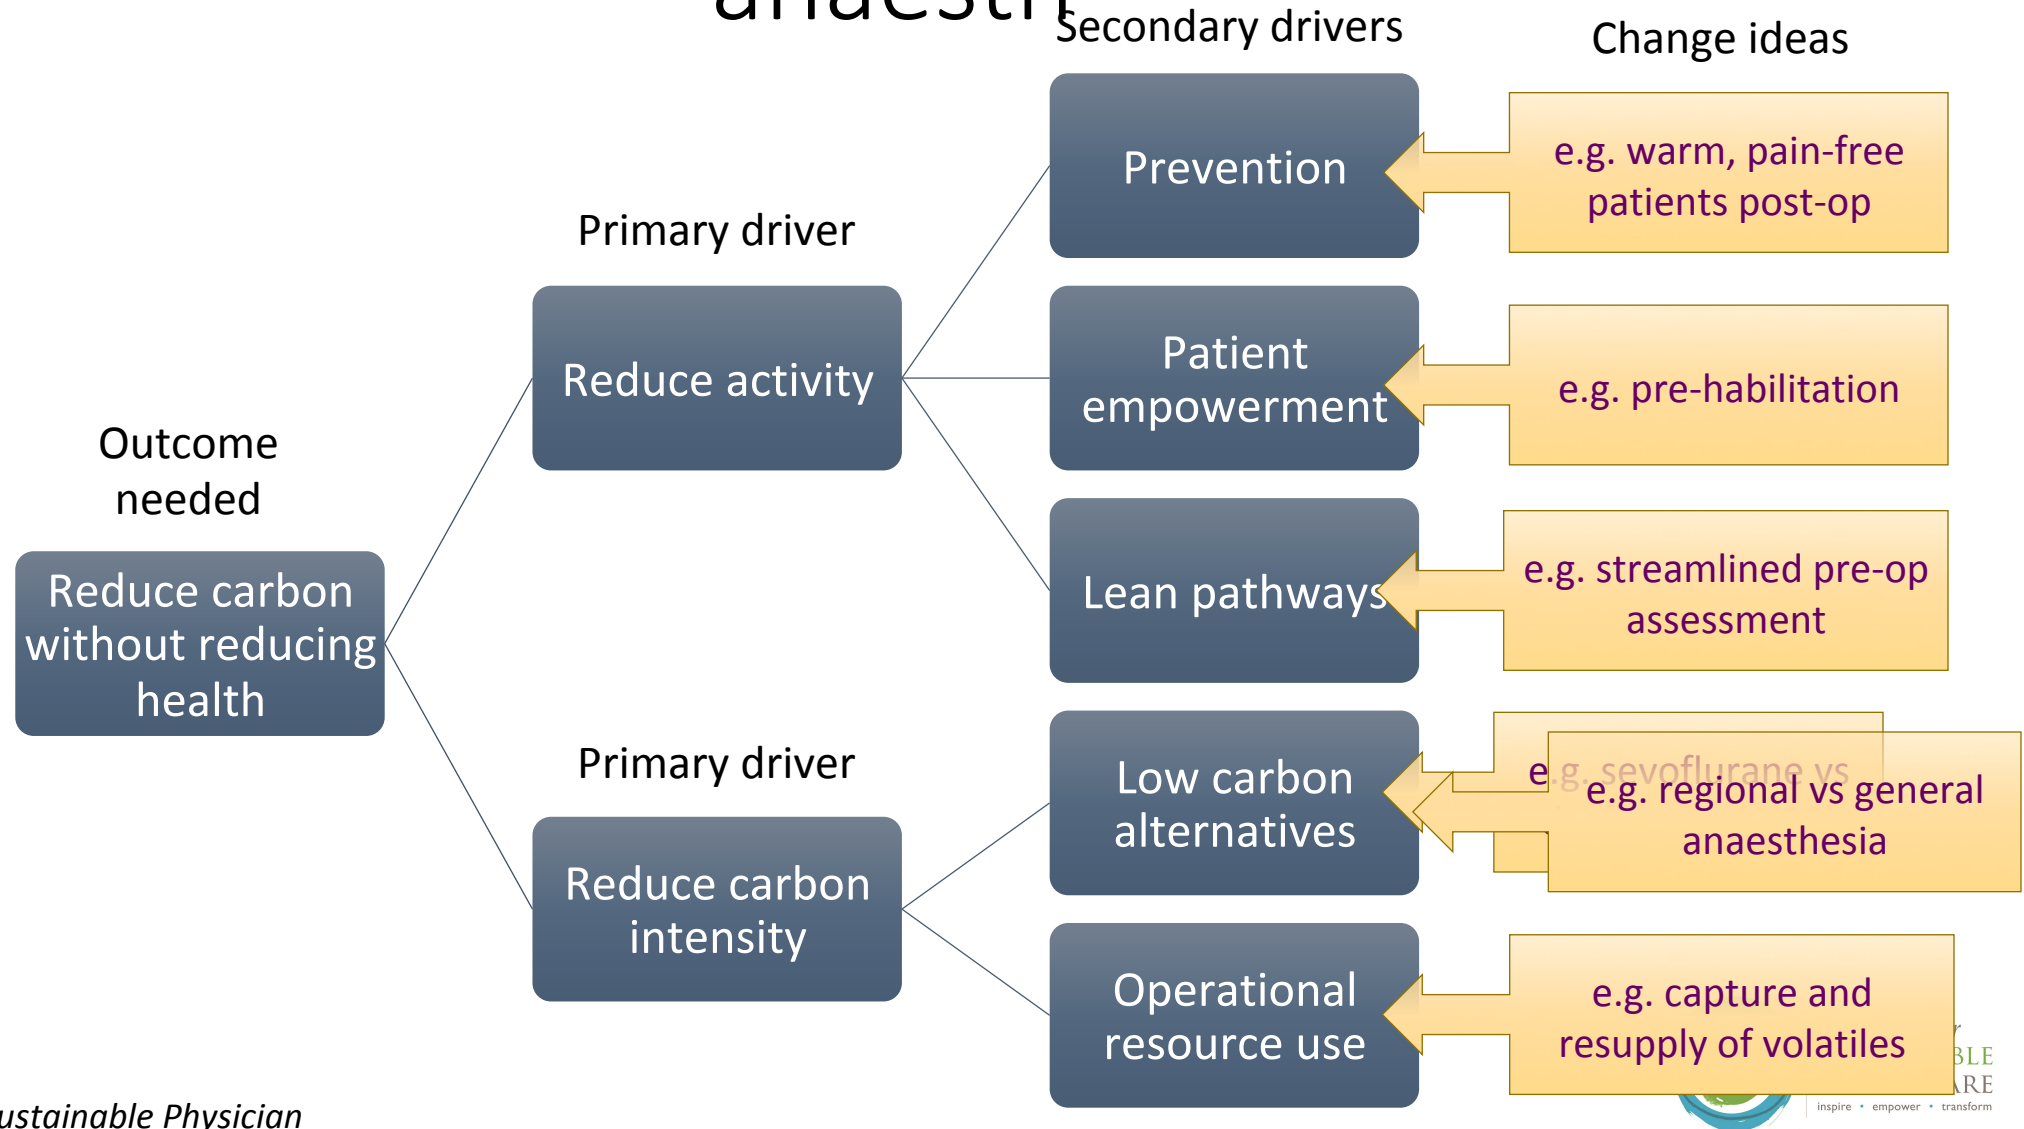 Secondary drivers
Change ideas
Prevention
e.g. warm, pain-free
patients post-op
Primary driver
Reduce activity
Patient
empowerment
e.g. pre-habilitation
Outcome
needed
Reduce carbon
without reducing
health
Lean pathways
e.g. streamlined pre-op
assessment
Primary driver
Reduce carbon
intensity
Low carbon
alternatives
e.g. sevoflurane vs
e.g. regional vs general
anaesthesia
Operational
resource use
e.g. capture and
resupply of volatiles
inspire • empower • transform
Physician